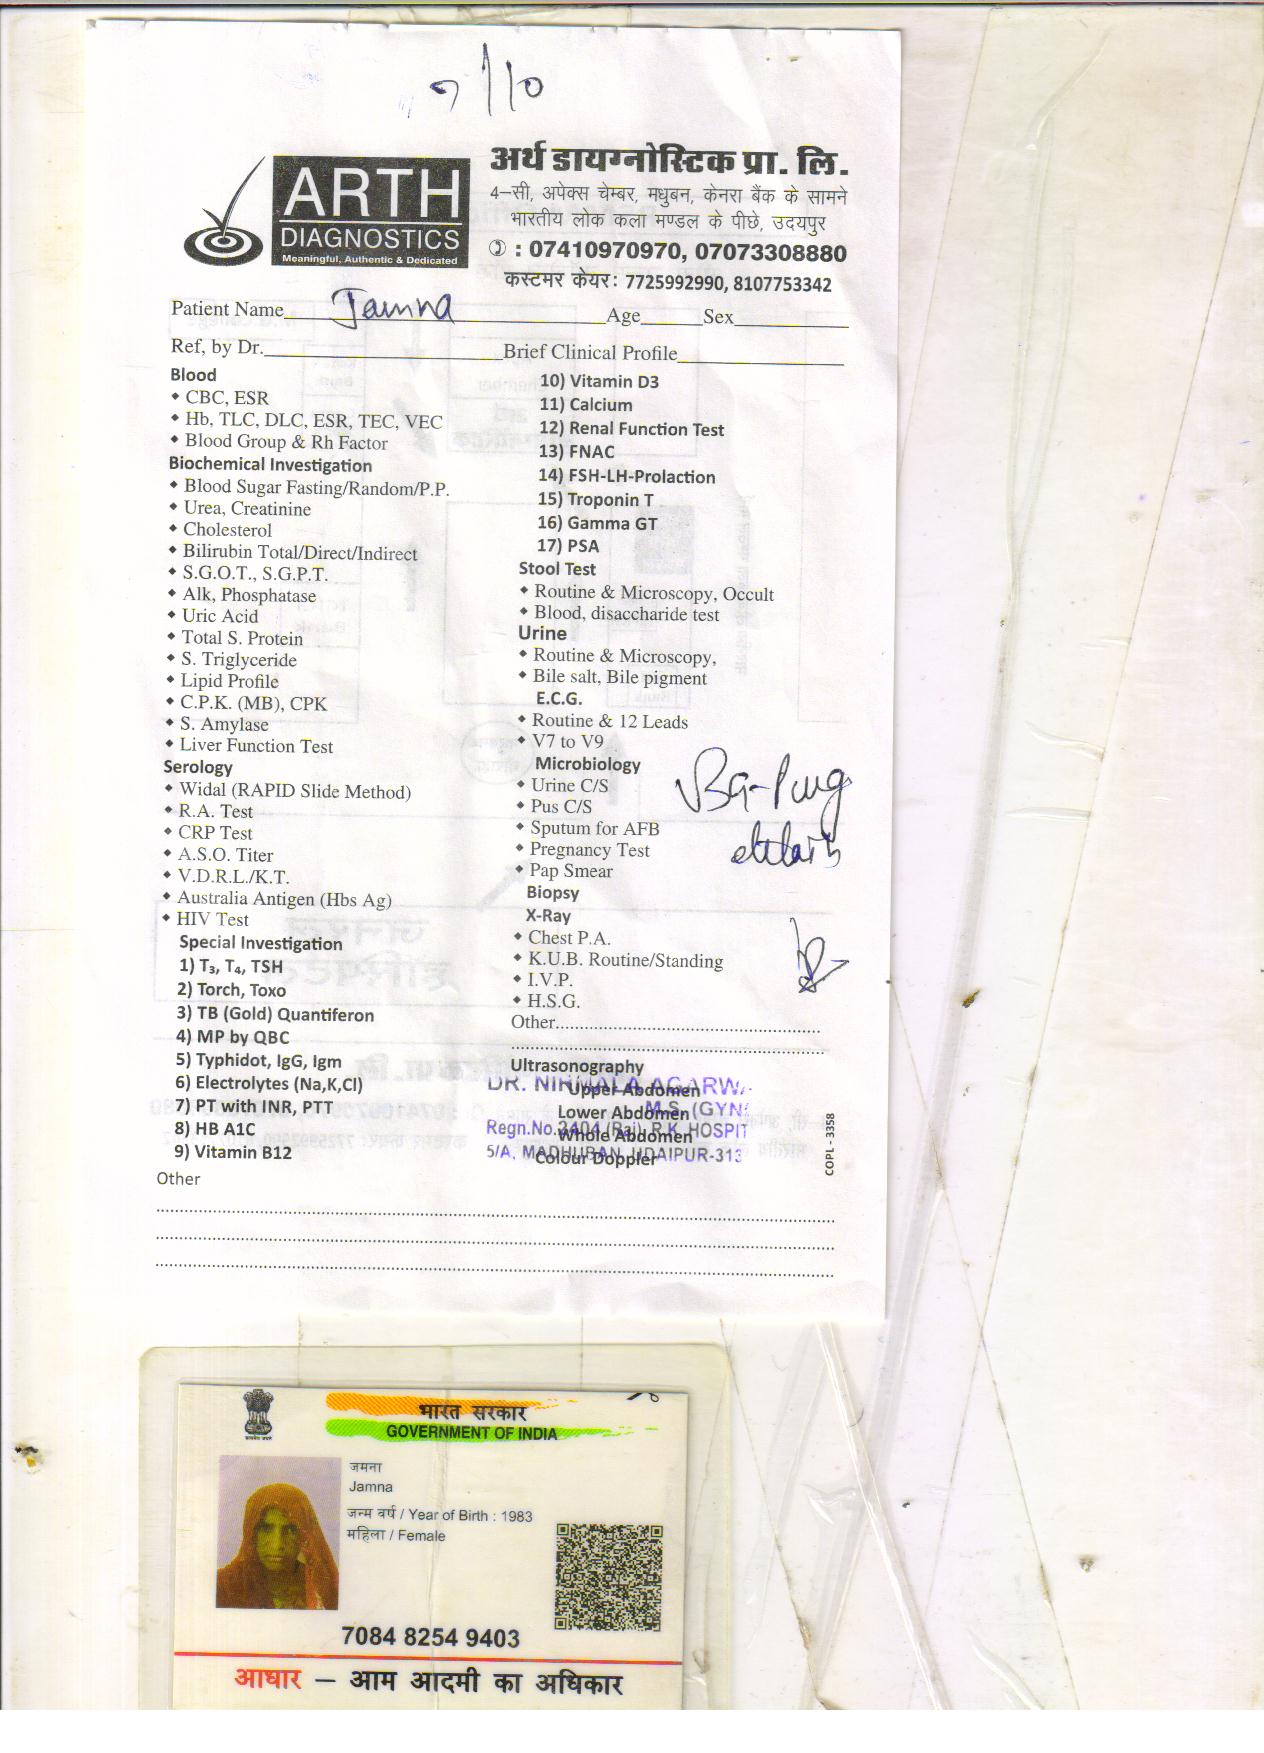 7/10
ARTH
DIAGNOSTICS
Meaningful, Authentic & Dedicated
अर्थ डायग्नोस्टिक प्रा. लि.
4-सी, अपेक्स चेम्बर, मधुबन, केनरा बैंक के सामने
भारतीय लोक कला मण्डल के पीछे, उदयपुर
: 07410970970, 07073308880
कस्टमर केयर: 7725992990, 8107753342
Patient Name Jamna Age Sex
Ref, by Dr. Brief Clinical Profile
Blood
CBC, ESR
Hb, TLC, DLC, ESR, TEC, VEC
Blood Group & Rh Factor
Biochemical Investigation
Blood Sugar Fasting/Random/P.P.
Urea, Creatinine
Cholesterol
Bilirubin Total/Direct/Indirect
S.G.O.T., S.G.P.T.
Alk, Phosphatase
Uric Acid
Total S. Protein
S. Triglyceride
Lipid Profile
C.P.K. (MB), CPK
S. Amylase
Liver Function Test
Serology
Widal (RAPID Slide Method)
R.A. Test
CRP Test
A.S.O. Titer
V.D.R.L./K.T.
Australia Antigen (Hbs Ag)
HIV Test
Special Investigation
1) T₃, T₄, TSH
2) Torch, Toxo
3) TB (Gold) Quantiferon
4) MP by QBC
5) Typhidot, IgG, Igm
6) Electrolytes (Na,K,Cl)
7) PT with INR, PTT
8) HB A1C
9) Vitamin B12
Other
10) Vitamin D3
11) Calcium
12) Renal Function Test
13) FNAC
14) FSH-LH-Prolaction
15) Troponin T
16) Gamma GT
17) PSA
Stool Test
Routine & Microscopy, Occult
Blood, disaccharide test
Urine
Routine & Microscopy,
Bile salt, Bile pigment
E.C.G.
Routine & 12 Leads
V7 to V9
Microbiology
Urine C/S
Pus C/S
Sputum for AFB
Pregnancy Test
Pap Smear
Biopsy
X-Ray
Chest P.A.
K.U.B. Routine/Standing
I.V.P.
H.S.G.
Other
Ultrasonography
DR. NIRMALA AGARW
Upper Abdomen
M.S. (GYN
Lower Abdomen
Regn.No.2404 (Raj) R.K.HOSPIT
Whole Abdomen
5/A, MADHUBAN, UDAIPUR-313
Colour Doppler
COPL - 3358
भारत सरकार
GOVERNMENT OF INDIA
जमना
Jamna
जन्म वर्ष / Year of Birth : 1983
महिला / Female
7084 8254 9403
आधार – आम आदमी का अधिकार